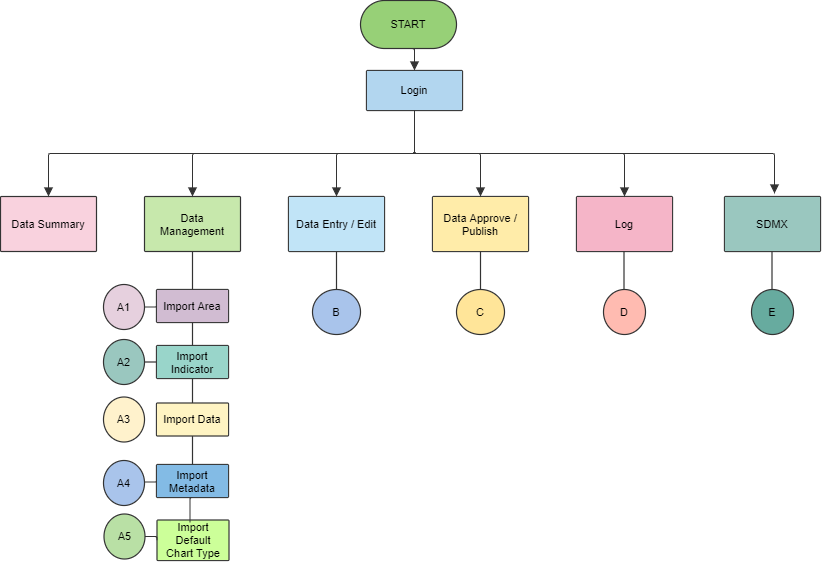 START
Login
Data Summary
Data
Management
Data Entry / Edit
Data Approve /
Publish
Log
SDMX
A1
Import Area
B
C
D
E
A2
Import
Indicator
A3
Import Data
A4
Import
Metadata
A5
Import
Default
Chart Type